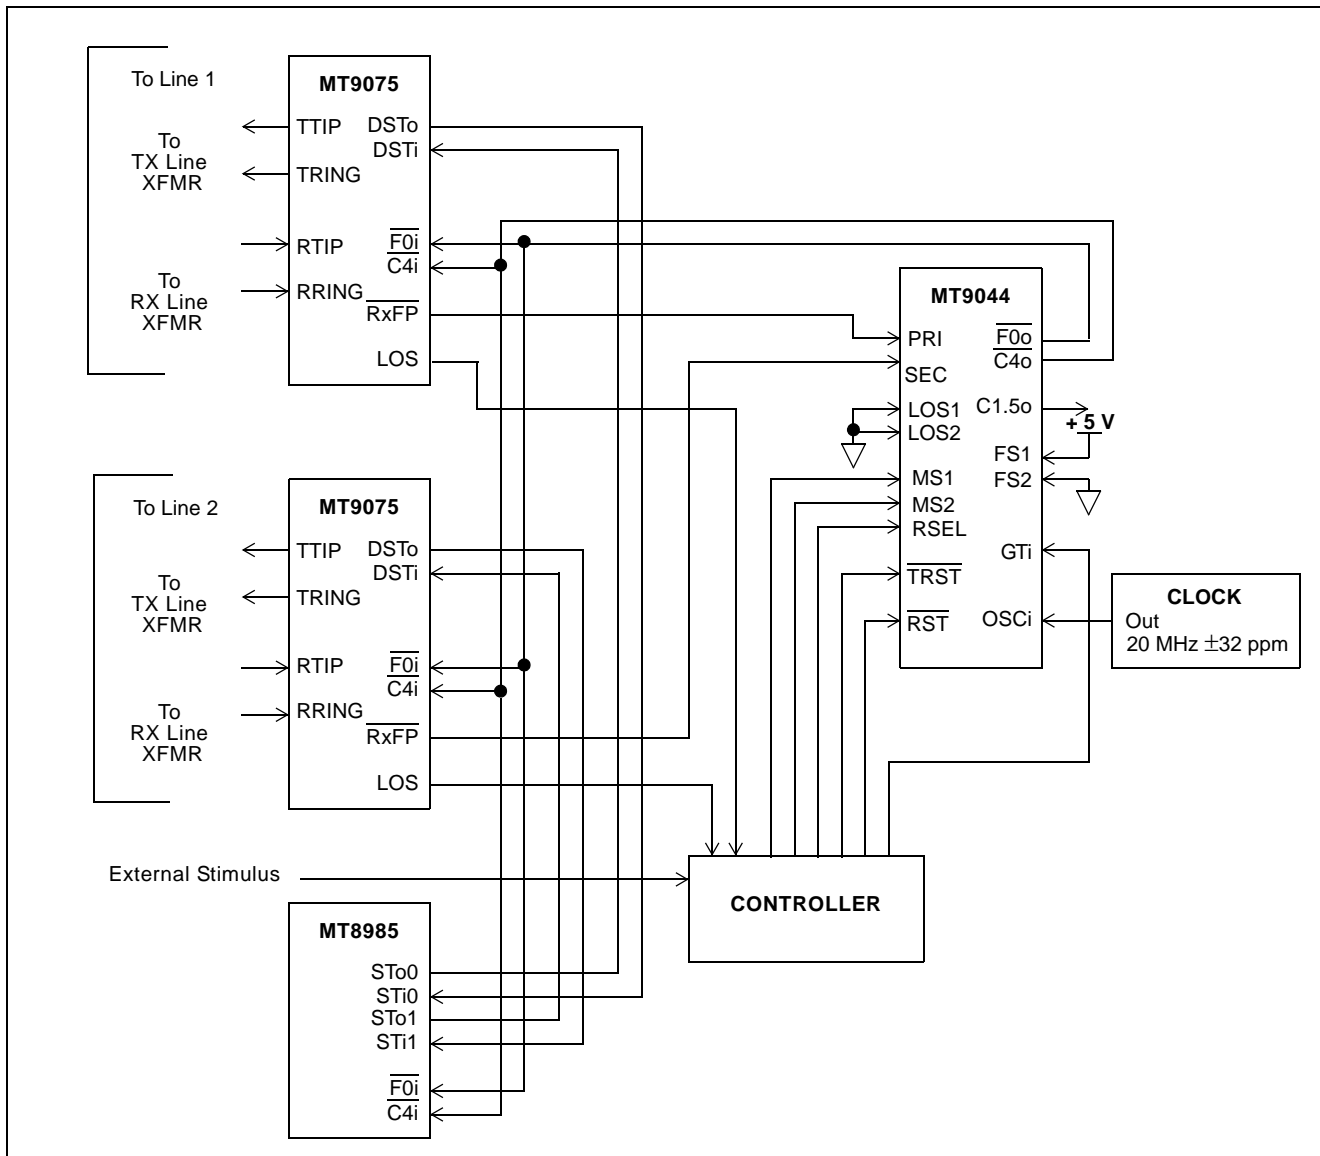 To Line 1
To
TX Line
XFMR
To
RX Line
XFMR
MT9075
TTIP
TRING
RTIP
RRING
DSTo
DSTi
F0i
C4i
RxFP
LOS
To Line 2
To
TX Line
XFMR
To
RX Line
XFMR
MT9075
TTIP
TRING
RTIP
RRING
DSTo
DSTi
F0i
C4i
RxFP
LOS
MT9044
PRI
SEC
LOS1
LOS2
MS1
MS2
RSEL
TRST
RST
F0o
C4o
C1.5o
+ 5 V
FS1
FS2
GTi
OSCi
CLOCK
Out
20 MHz ±32 ppm
External Stimulus
CONTROLLER
MT8985
STo0
STi0
STo1
STi1
F0i
C4i